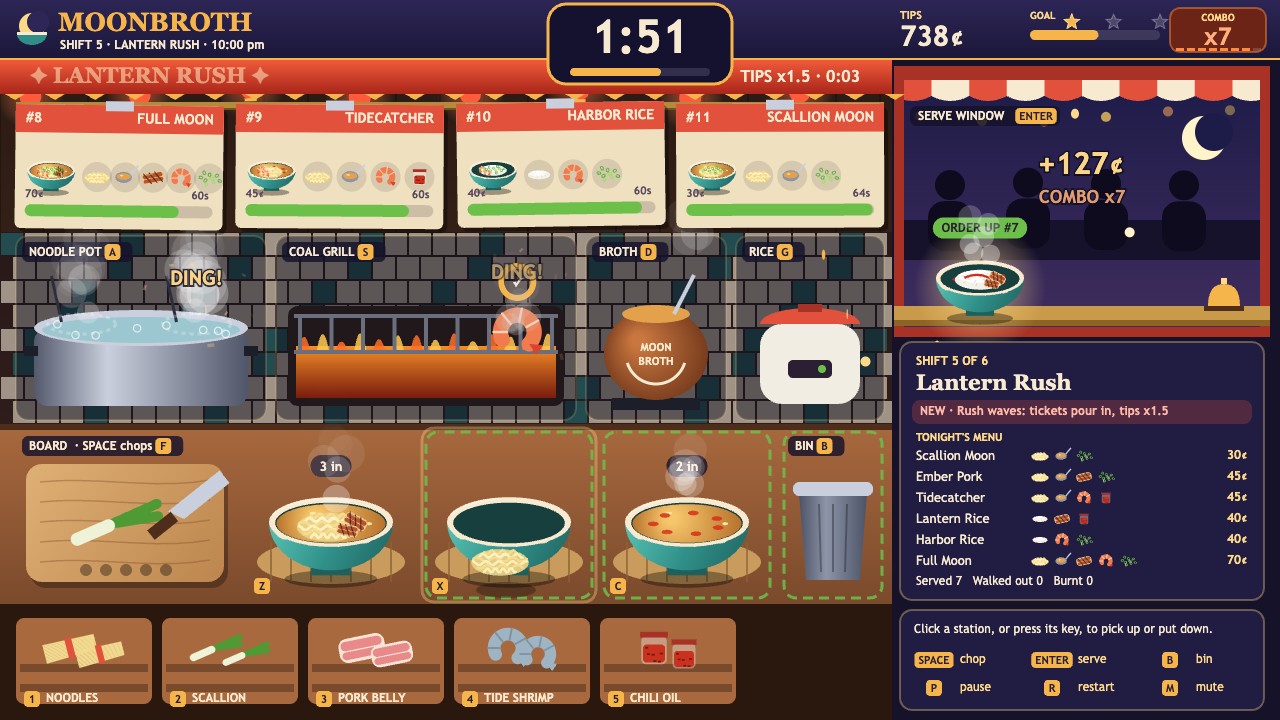 MOONBROTH
SHIFT 5 · LANTERN RUSH · 10:00 pm
1:51
TIPS
738¢
GOAL
COMBO
x7
✦ LANTERN RUSH ✦
TIPS x1.5 · 0:03
#8 FULL MOON
70¢ 60s
#9 TIDECATCHER
45¢ 60s
#10 HARBOR RICE
40¢ 60s
#11 SCALLION MOON
30¢ 64s
SERVE WINDOW ENTER
+127¢
COMBO x7
ORDER UP #7
NOODLE POT A
DING!
COAL GRILL S
DING!
BROTH D
MOON
BROTH
RICE G
SHIFT 5 OF 6
Lantern Rush
NEW · Rush waves: tickets pour in, tips x1.5
TONIGHT'S MENU
Scallion Moon 30¢
Ember Pork 45¢
Tidecatcher 45¢
Lantern Rice 40¢
Harbor Rice 40¢
Full Moon 70¢
Served 7 Walked out 0 Burnt 0
BOARD · SPACE chops F
3 in
2 in
BIN B
Z
X
C
1 NOODLES
2 SCALLION
3 PORK BELLY
4 TIDE SHRIMP
5 CHILI OIL
Click a station, or press its key, to pick up or put down.
SPACE chop ENTER serve B bin
P pause R restart M mute